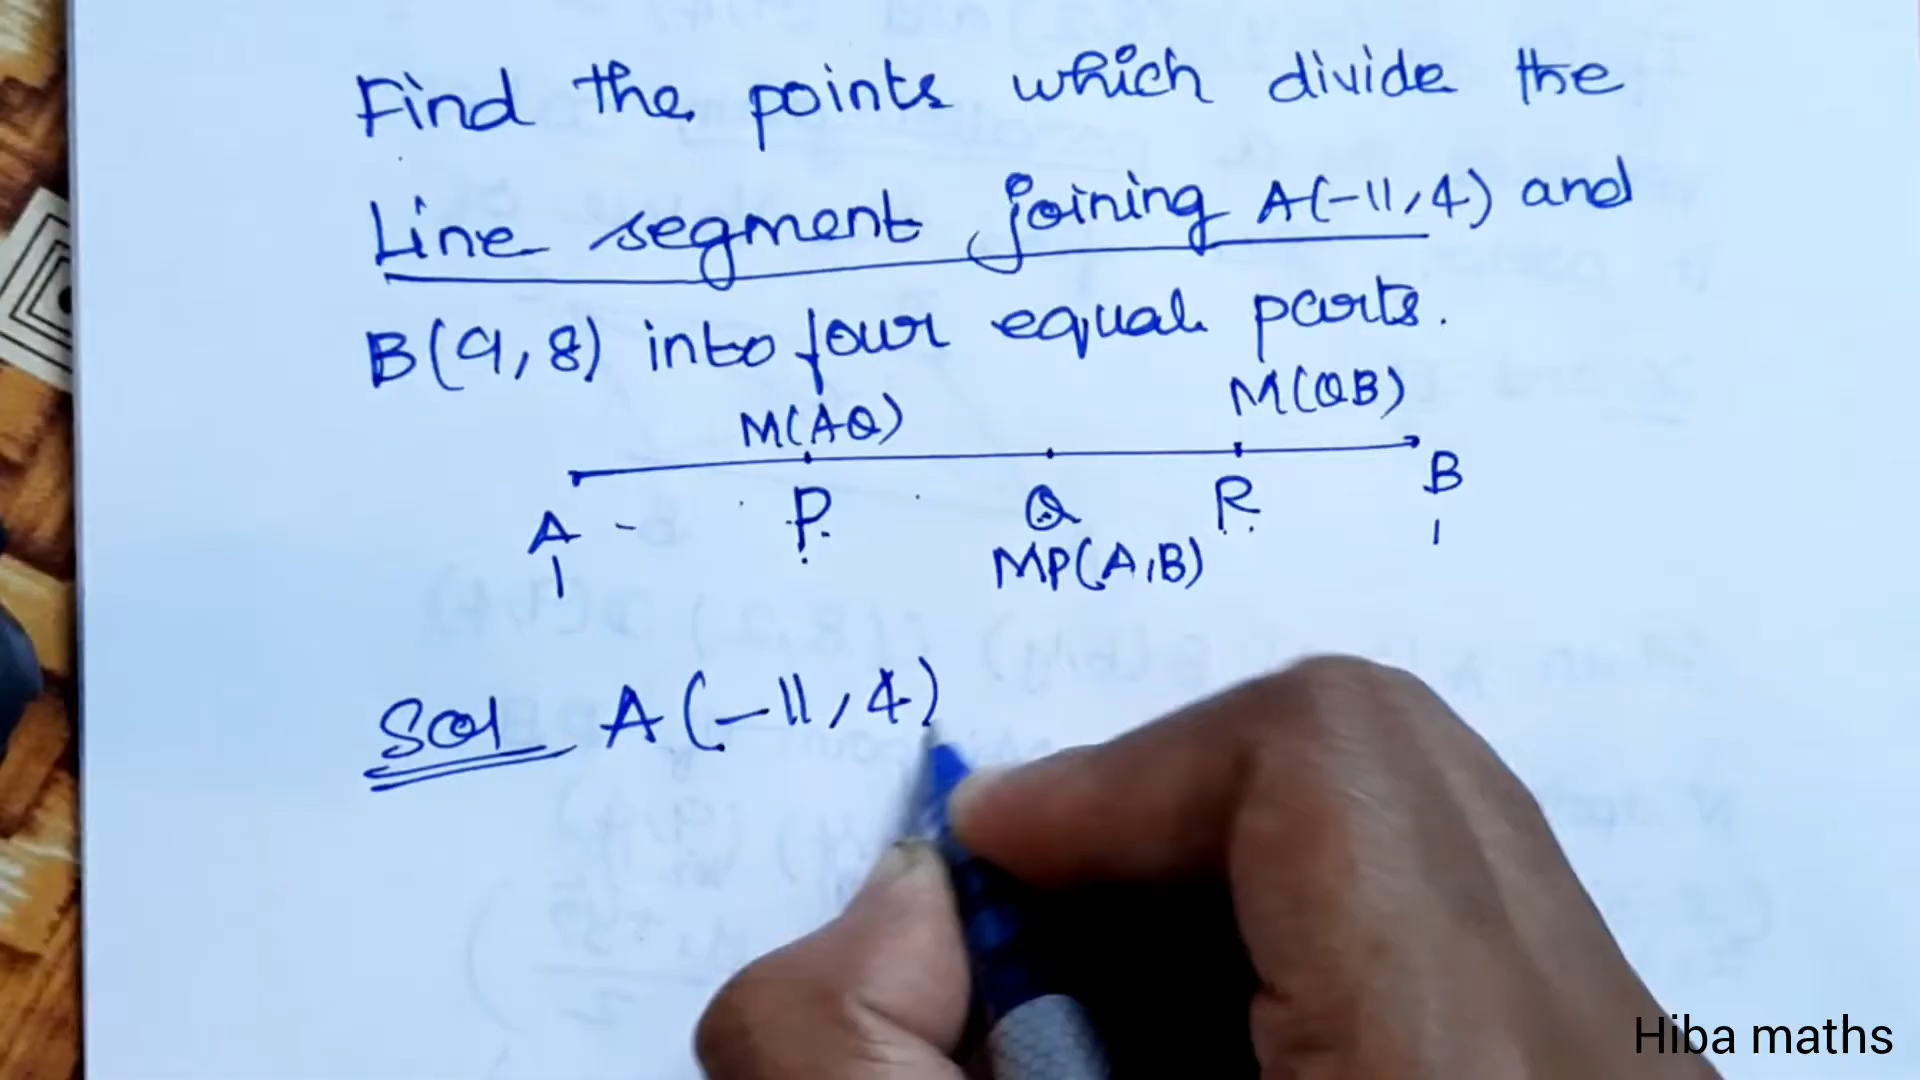 Find the points which divide the
Line segment joining A(-11,4) and
B(9,8) into four equal parts.
M(AQ) M(QB)
A P Q R B
MP(A,B)
Sol A(-11,4)
Hiba maths